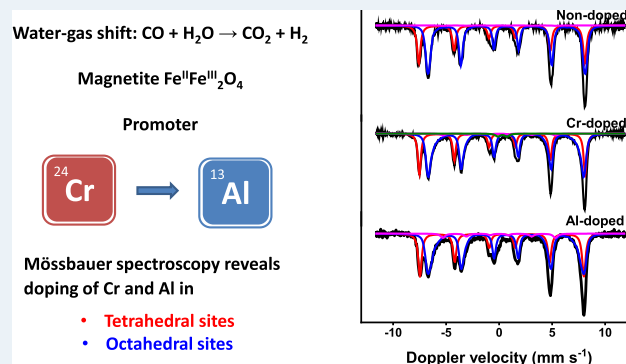 Water-gas shift: CO + H₂O → CO₂ + H₂
Magnetite FeᴵᴵFeᴵᴵᴵ₂O₄
Promoter
24
Cr
13
Al
Mössbauer spectroscopy reveals
doping of Cr and Al in
• Tetrahedral sites
• Octahedral sites
Non-doped
Cr-doped
Al-doped
-10 -5 0 5 10
Doppler velocity (mm s⁻¹)